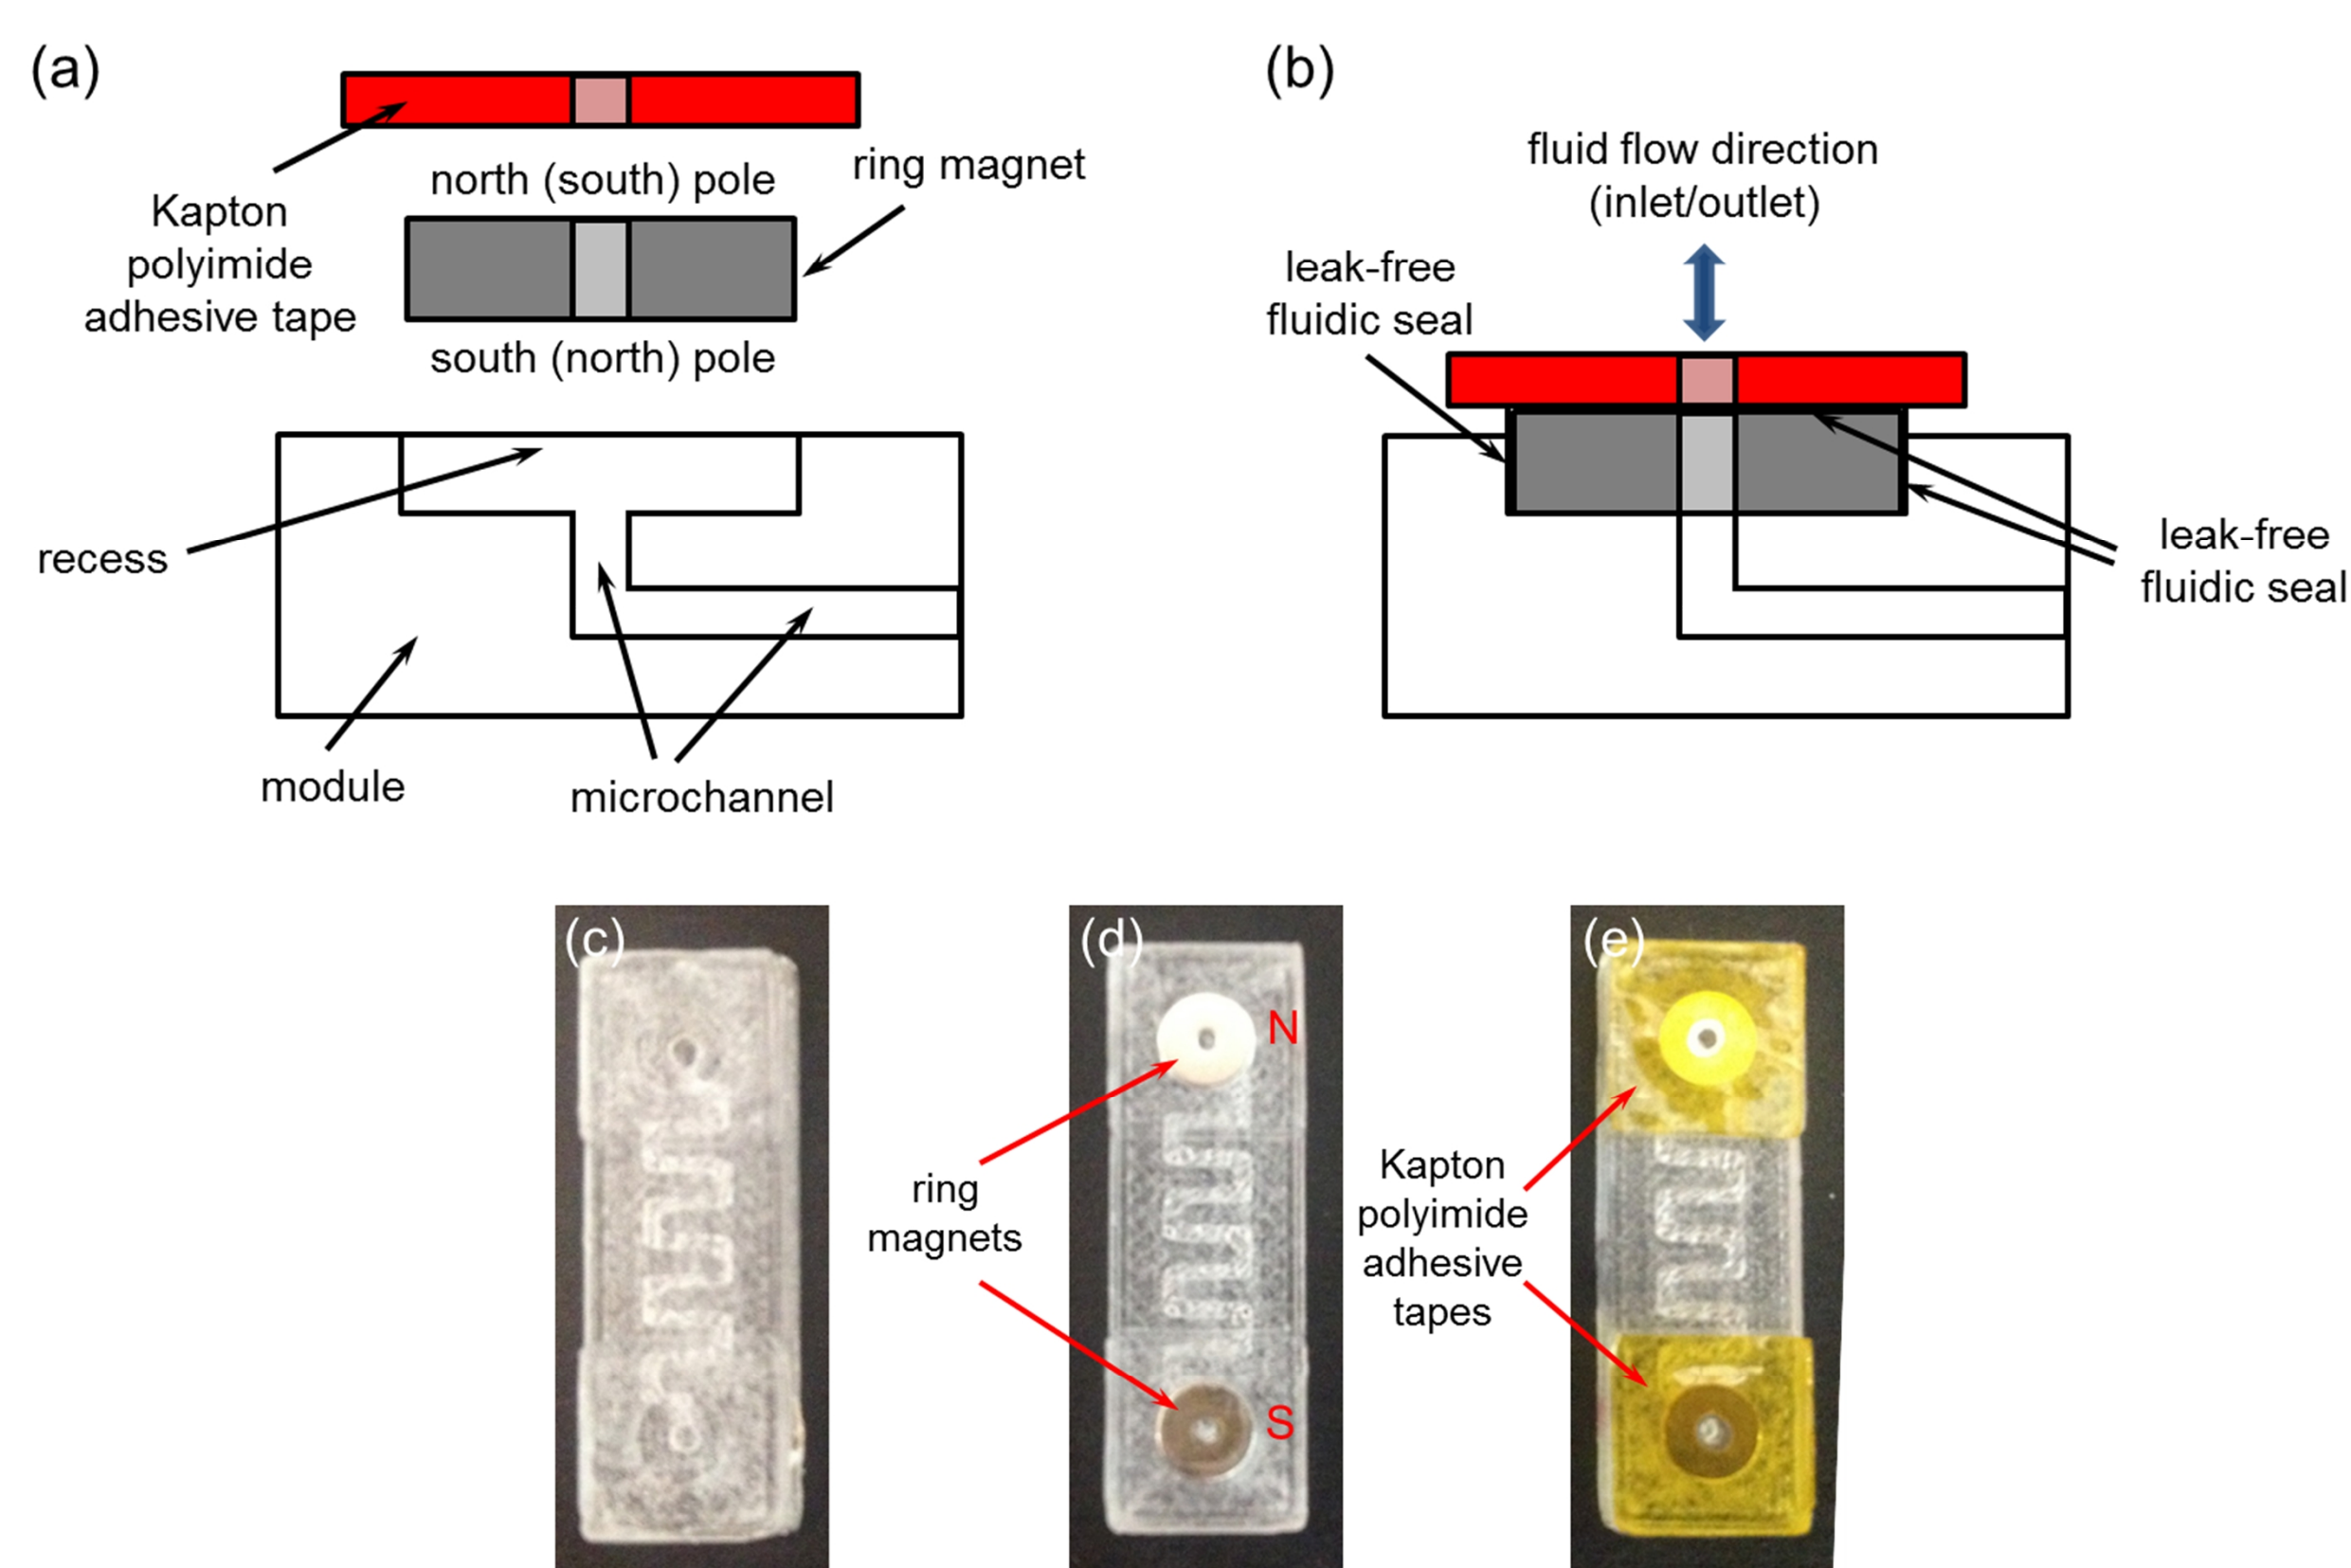 (a)
north (south) pole
ring magnet
Kapton
polyimide
adhesive tape
south (north) pole
recess
module
microchannel
(b)
fluid flow direction
(inlet/outlet)
leak-free
fluidic seal
leak-free
fluidic seal
(c)
(d)
N
ring
magnets
S
(e)
Kapton
polyimide
adhesive
tapes